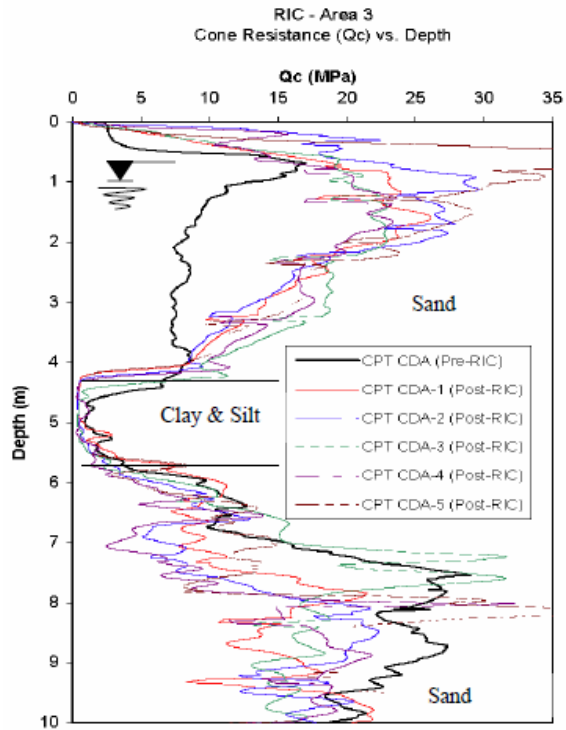 RIC - Area 3
Cone Resistance (Qc) vs. Depth
Qc (MPa)
0 5 10 15 20 25 30 35
0
1
2
3
4
5
6
7
8
9
10
Depth (m)
Sand
Clay & Silt
CPT CDA (Pre-RIC)
CPT CDA-1 (Post-RIC)
CPT CDA-2 (Post-RIC)
CPT CDA-3 (Post-RIC)
CPT CDA-4 (Post-RIC)
CPT CDA-5 (Post-RIC)
Sand